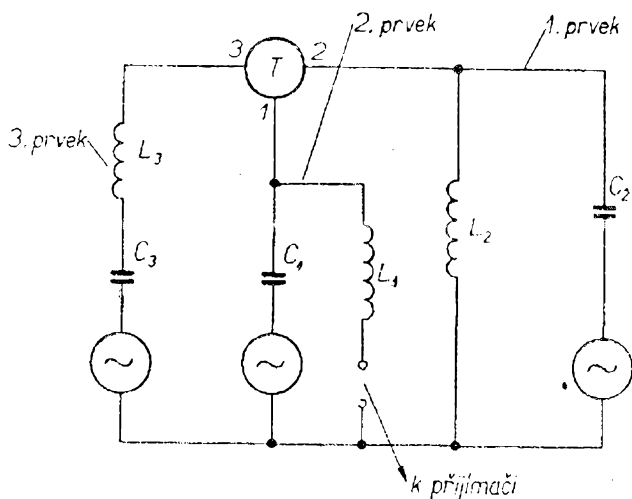 2. prvek
1. prvek
3
T
2
1
3. prvek
L3
C2
L2
C3
C1
L1
~
~
~
k přijímači